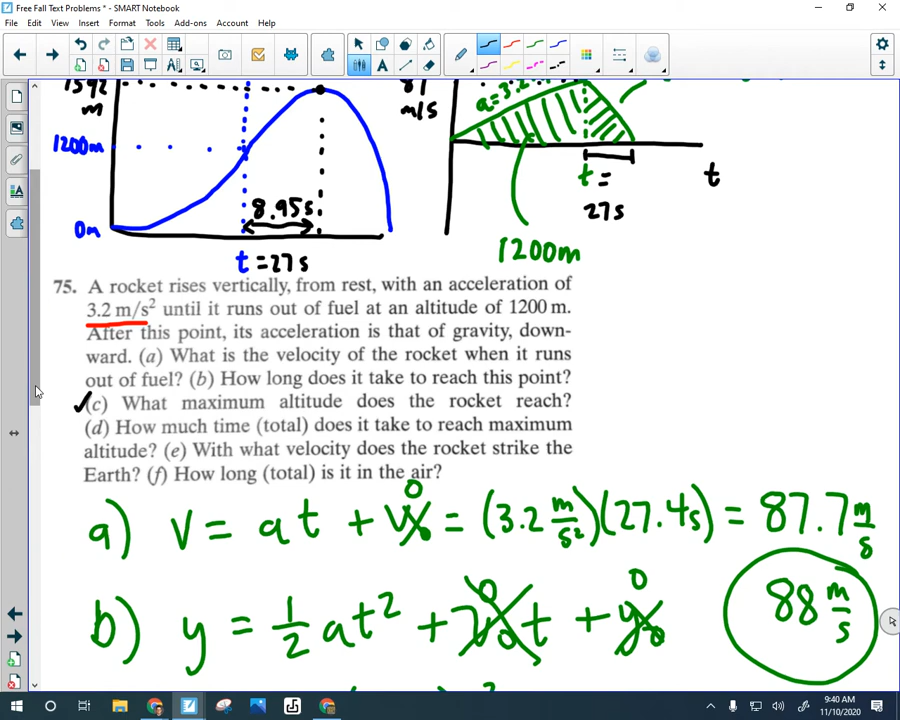 Free Fall Text Problems * - SMART Notebook
File Edit View Insert Format Tools Add-ons Account Help
1592
m
1200m
0m
8.95s
t = 27s
m/s
a=3.2
t =
27s
t
1200m
75. A rocket rises vertically, from rest, with an acceleration of
3.2 m/s² until it runs out of fuel at an altitude of 1200 m.
After this point, its acceleration is that of gravity, down-
ward. (a) What is the velocity of the rocket when it runs
out of fuel? (b) How long does it take to reach this point?
✓(c) What maximum altitude does the rocket reach?
(d) How much time (total) does it take to reach maximum
altitude? (e) With what velocity does the rocket strike the
Earth? (f) How long (total) is it in the air?
a) v = at + v₀ 0 = (3.2 m/s²)(27.4s) = 87.7 m/s
88 m/s
b) y = 1/2 at² + v₀ 0 t + y₀ 0
9:40 AM
11/10/2020